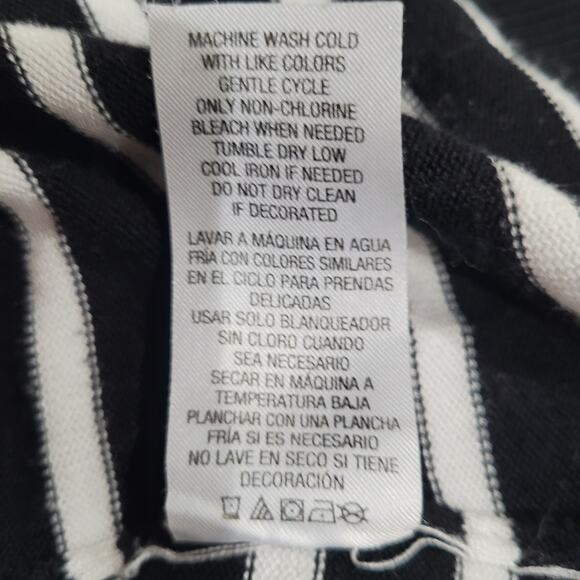 MACHINE WASH COLD
WITH LIKE COLORS
GENTLE CYCLE
ONLY NON-CHLORINE
BLEACH WHEN NEEDED
TUMBLE DRY LOW
COOL IRON IF NEEDED
DO NOT DRY CLEAN
IF DECORATED
LAVAR A MÁQUINA EN AGUA
FRÍA CON COLORES SIMILARES
EN EL CICLO PARA PRENDAS
DELICADAS
USAR SOLO BLANQUEADOR
SIN CLORO CUANDO
SEA NECESARIO
SECAR EN MÁQUINA A
TEMPERATURA BAJA
PLANCHAR CON UNA PLANCHA
FRÍA SI ES NECESARIO
NO LAVE EN SECO SI TIENE
DECORACIÓN